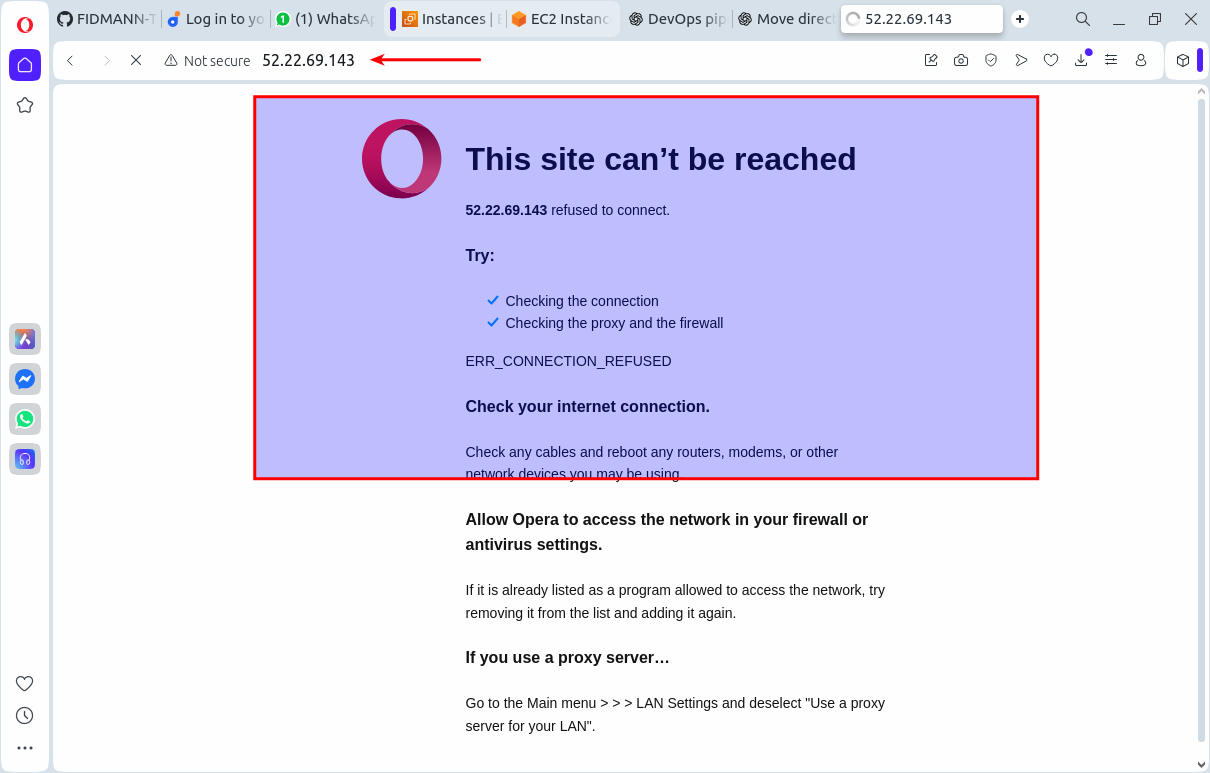 FIDMANN-T
Log in to yo
1
(1) WhatsAp
Instances | E
EC2 Instanc
DevOps pip
Move direct
52.22.69.143
Not secure 52.22.69.143
This site can’t be reached
52.22.69.143 refused to connect.
Try:
Checking the connection
Checking the proxy and the firewall
ERR_CONNECTION_REFUSED
Check your internet connection.
Check any cables and reboot any routers, modems, or other
network devices you may be using.
Allow Opera to access the network in your firewall or
antivirus settings.
If it is already listed as a program allowed to access the network, try
removing it from the list and adding it again.
If you use a proxy server…
Go to the Main menu > > > LAN Settings and deselect "Use a proxy
server for your LAN".